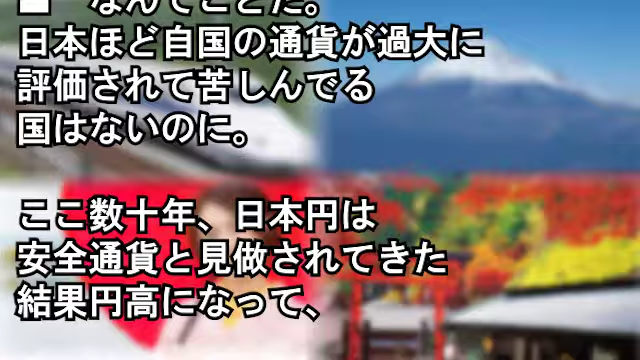 ■ なんてことだ。
日本ほど自国の通貨が過大に
評価されて苦しんでる
国はないのに。
ここ数十年、日本円は
安全通貨と見做されてきた
結果円高になって、